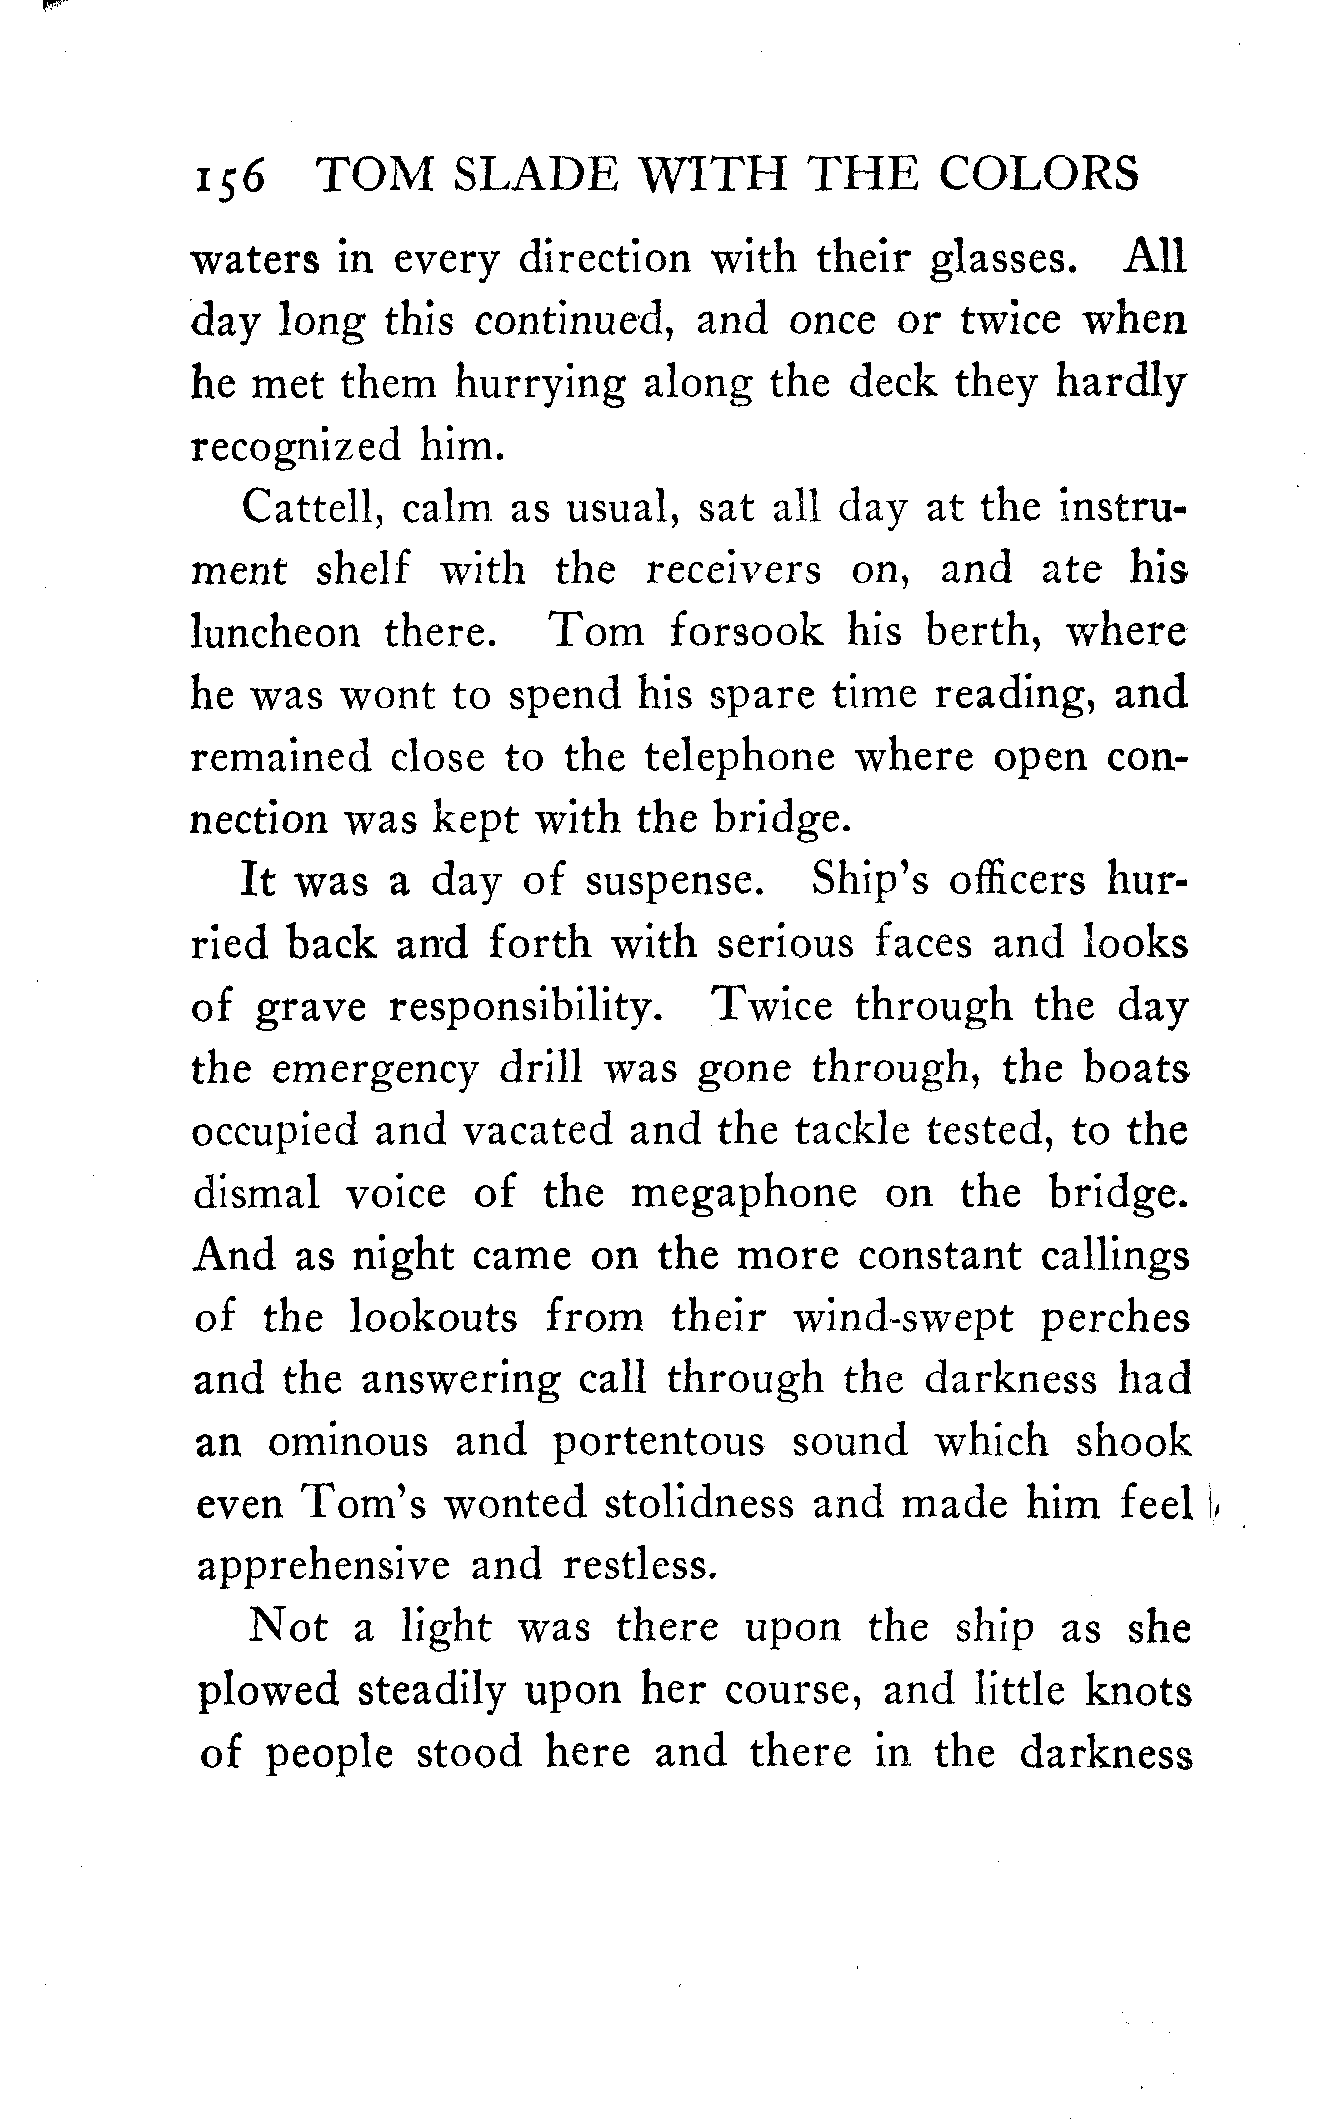 156 TOM SLADE WITH THE COLORS
waters in every direction with their glasses. All
day long this continued, and once or twice when
he met them hurrying along the deck they hardly
recognized him.
Cattell, calm as usual, sat all day at the instru-
ment shelf with the receivers on, and ate his
luncheon there. Tom forsook his berth, where
he was wont to spend his spare time reading, and
remained close to the telephone where open con-
nection was kept with the bridge.
It was a day of suspense. Ship's officers hur-
ried back and forth with serious faces and looks
of grave responsibility. Twice through the day
the emergency drill was gone through, the boats
occupied and vacated and the tackle tested, to the
dismal voice of the megaphone on the bridge.
And as night came on the more constant callings
of the lookouts from their wind-swept perches
and the answering call through the darkness had
an ominous and portentous sound which shook
even Tom's wonted stolidness and made him feel
apprehensive and restless.
Not a light was there upon the ship as she
plowed steadily upon her course, and little knots
of people stood here and there in the darkness